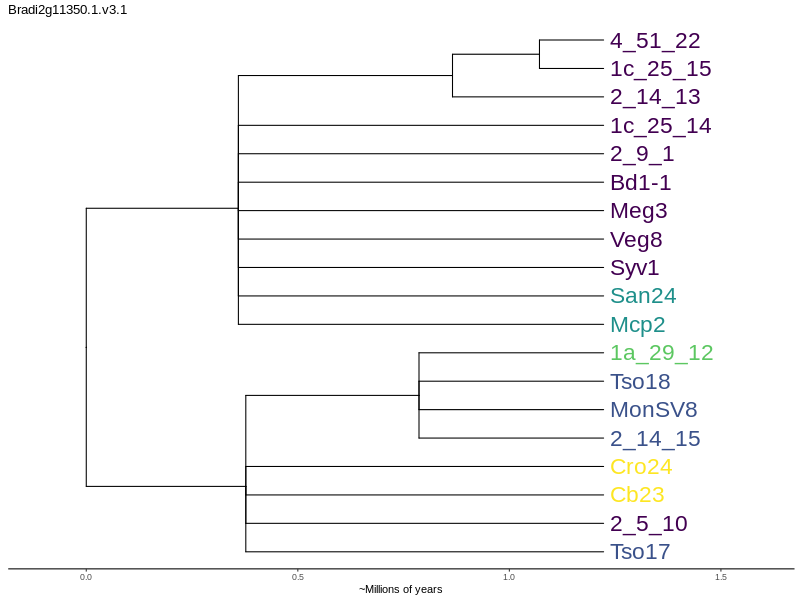 Bradi2g11350.1.v3.1
4_51_22
1c_25_15
2_14_13
1c_25_14
2_9_1
Bd1-1
Meg3
Veg8
Syv1
San24
Mcp2
1a_29_12
Tso18
MonSV8
2_14_15
Cro24
Cb23
2_5_10
Tso17
0.0 0.5 1.0 1.5
~Millions of years